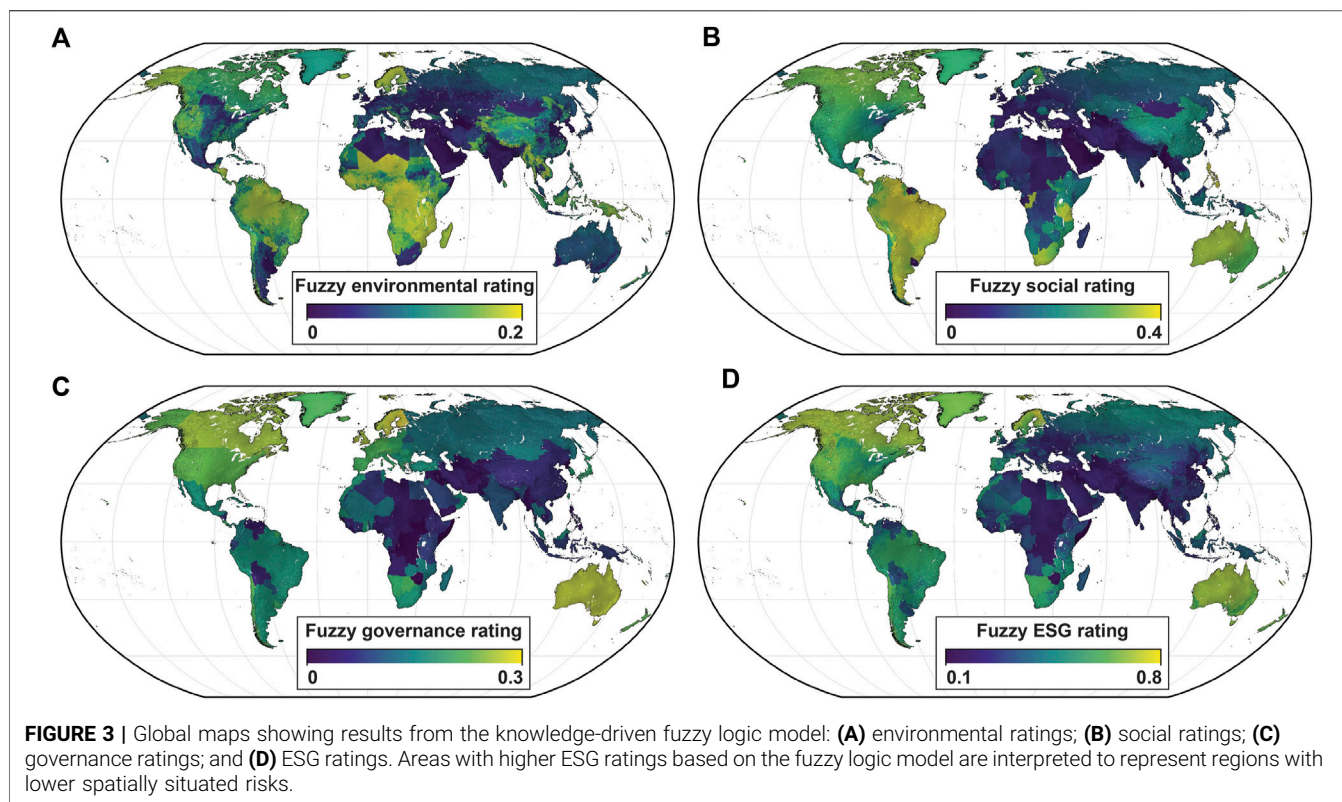 A
B
Fuzzy environmental rating
0 0.2
Fuzzy social rating
0 0.4
C
D
Fuzzy governance rating
0 0.3
Fuzzy ESG rating
0.1 0.8
FIGURE 3 | Global maps showing results from the knowledge-driven fuzzy logic model: (A) environmental ratings; (B) social ratings; (C)
governance ratings; and (D) ESG ratings. Areas with higher ESG ratings based on the fuzzy logic model are interpreted to represent regions with
lower spatially situated risks.